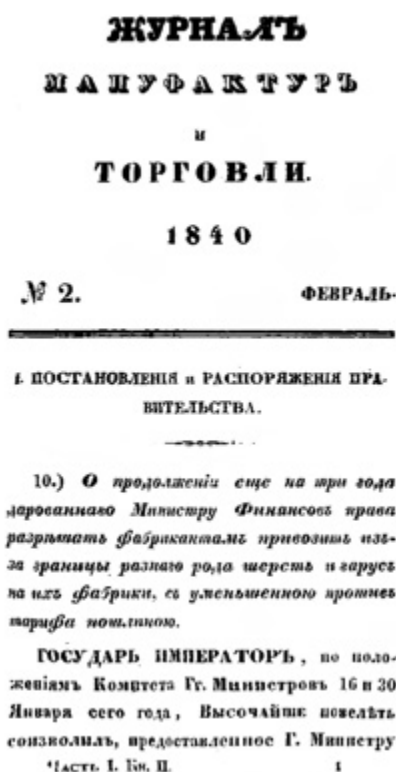 ЖУРНАЛЪ
МАНУФАКТУРЪ
И
ТОРГОВЛИ.
1840
№ 2.
ФЕВРАЛЬ.
I. ПОСТАНОВЛЕНІЯ и РАСПОРЯЖЕНІЯ ПРА-
ВИТЕЛЬСТВА.
10.) О продолженіи еще на три года
дарованнаго Министру Финансовъ права
разрѣшать фабрикантамъ привозить изъ-
за границы разнаго рода шерсть и гарусъ
на ихъ фабрики, съ уменьшенною противъ
тарифа пошлиною.
ГОСУДАРЬ ИМПЕРАТОРЪ, по поло-
женіямъ Комитета Гг. Министровъ 16 и 30
Января сего года, Высочайше повелѣть
соизволилъ, предоставленное Г. Министру
Часть I. Кн. II. 1